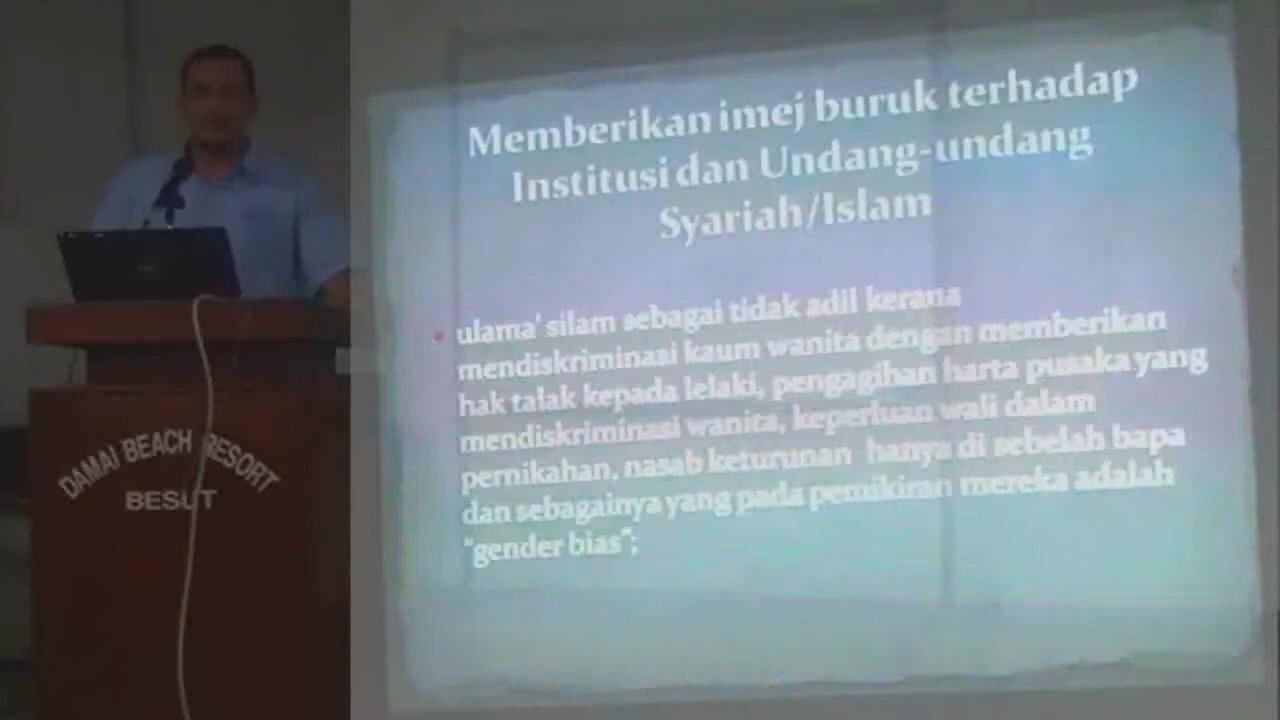 Memberikan imej buruk terhadap
Institusi dan Undang-undang
Syariah/Islam
ulama' silam sebagai tidak adil kerana
mendiskriminasi kaum wanita dengan memberikan
hak talak kepada lelaki, pengagihan harta pusaka yang
mendiskriminasi wanita, keperluan wali dalam
pernikahan, nasab keturunan hanya di sebelah bapa
dan sebagainya yang pada pemikiran mereka adalah
"gender bias";
DAMAI BEACH RESORT
BESUT